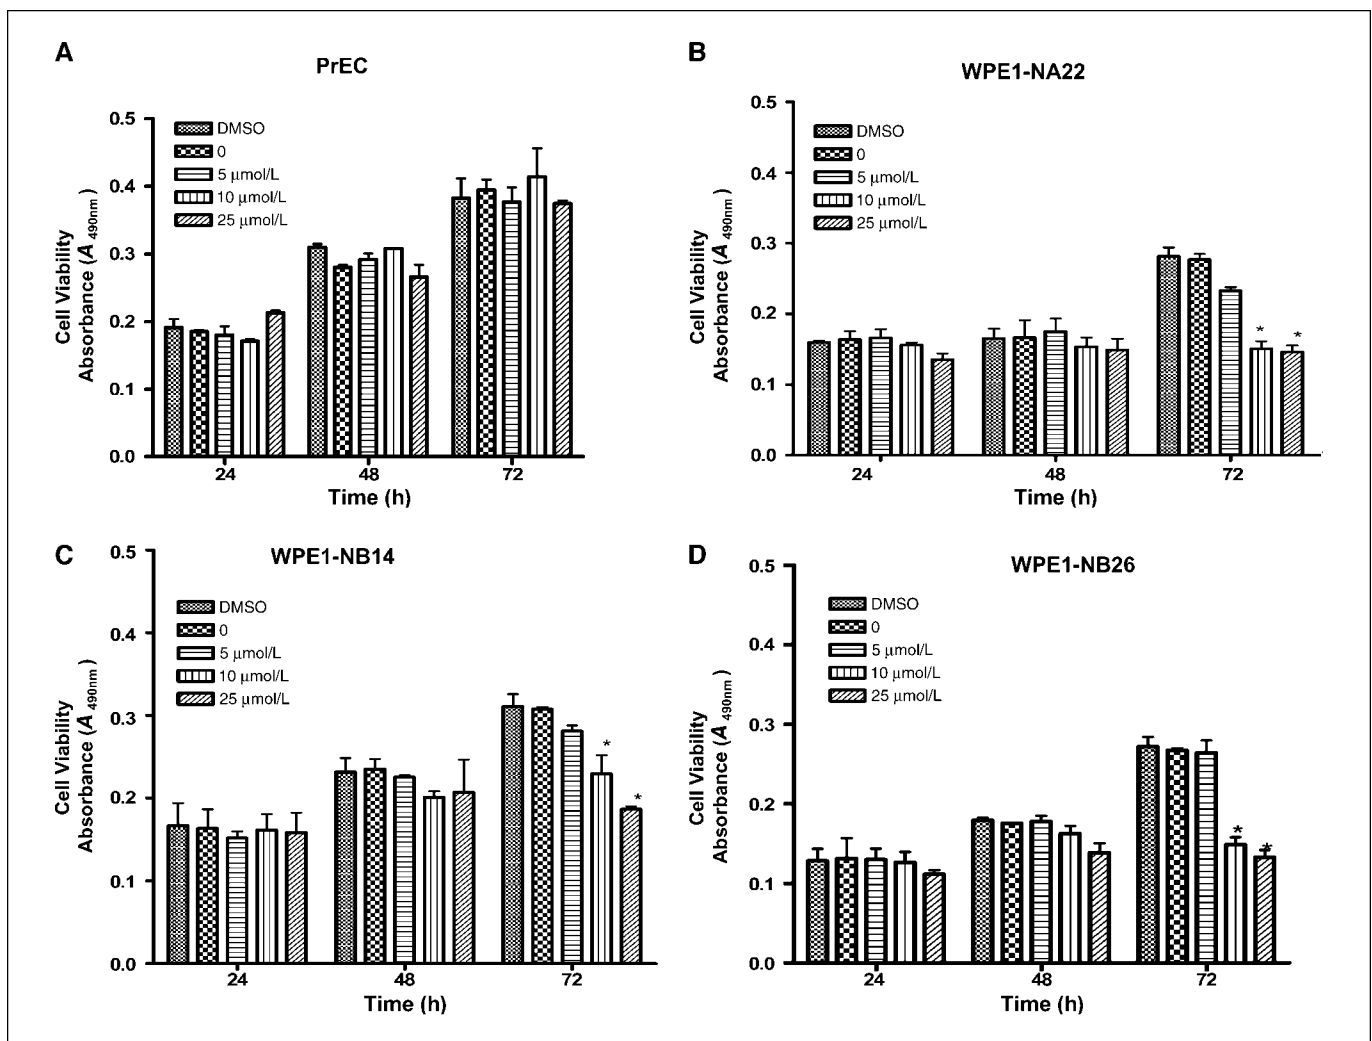 A
PrEC
0.5
0.4
0.3
0.2
0.1
0.0
Cell Viability
Absorbance (A 490nm)
DMSO
0
5 μmol/L
10 μmol/L
25 μmol/L
24 48 72
Time (h)
B
WPE1-NA22
0.5
0.4
0.3
0.2
0.1
0.0
Cell Viability
Absorbance (A 490nm)
DMSO
0
5 μmol/L
10 μmol/L
25 μmol/L
* *
24 48 72
Time (h)
C
WPE1-NB14
0.5
0.4
0.3
0.2
0.1
0.0
Cell Viability
Absorbance (A 490nm)
DMSO
0
5 μmol/L
10 μmol/L
25 μmol/L
*
*
24 48 72
Time (h)
D
WPE1-NB26
0.5
0.4
0.3
0.2
0.1
0.0
Cell Viability
Absorbance (A 490nm)
DMSO
0
5 μmol/L
10 μmol/L
25 μmol/L
*
*
24 48 72
Time (h)